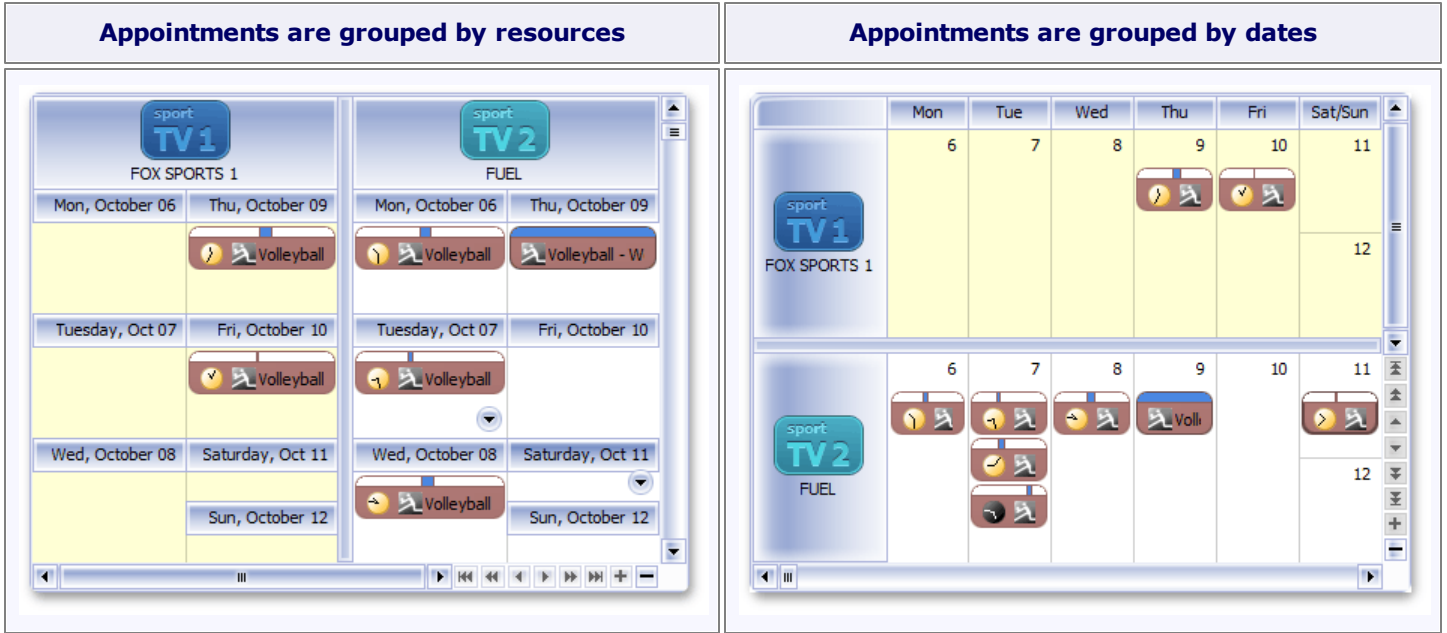 Appointments are grouped by resources
sport
TV 1
FOX SPORTS 1
sport
TV 2
FUEL
Mon, October 06 Thu, October 09 Mon, October 06 Thu, October 09
Volleyball Volleyball Volleyball - W
Tuesday, Oct 07 Fri, October 10 Tuesday, Oct 07 Fri, October 10
Volleyball Volleyball
Wed, October 08 Saturday, Oct 11 Wed, October 08 Saturday, Oct 11
Volleyball
Sun, October 12 Sun, October 12
Appointments are grouped by dates
Mon Tue Wed Thu Fri Sat/Sun
6 7 8 9 10 11
sport
TV 1
FOX SPORTS 1
12
6 7 8 9 10 11
Voll
sport
TV 2
FUEL
12